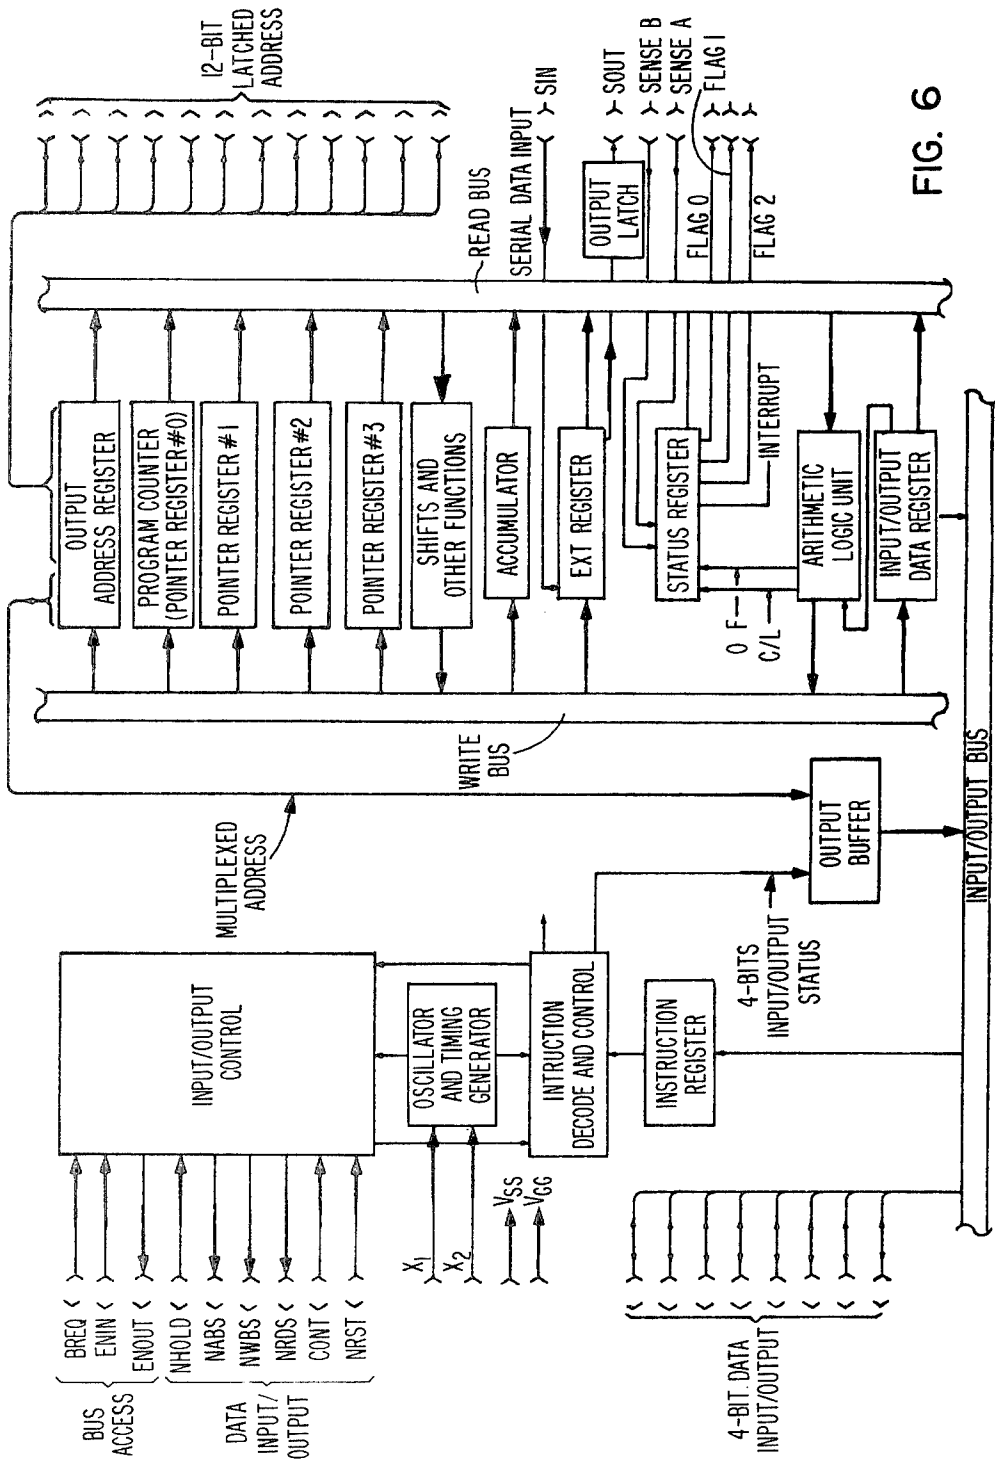 BREQ
ENIN
ENOUT
NHOLD
NABS
NWBS
NRDS
CONT
NRST
BUS
ACCESS
DATA
INPUT/
OUTPUT
INPUT/OUTPUT
CONTROL
X1
X2
VSS
VGG
OSCILLATOR
AND TIMING
GENERATOR
INTRUCTION
DECODE AND CONTROL
INSTRUCTION
REGISTER
4-BIT DATA
INPUT/OUTPUT
MULTIPLEXED
ADDRESS
4-BITS
INPUT/OUTPUT
STATUS
OUTPUT
BUFFER
INPUT/OUTPUT BUS
WRITE
BUS
OUTPUT
ADDRESS REGISTER
PROGRAM COUNTER
(POINTER REGISTER #0)
POINTER REGISTER #1
POINTER REGISTER #2
POINTER REGISTER #3
SHIFTS AND
OTHER FUNCTIONS
ACCUMULATOR
EXT REGISTER
STATUS REGISTER
O F
C/L
ARITHMETIC
LOGIC UNIT
INPUT/OUTPUT
DATA REGISTER
INTERRUPT
12-BIT
LATCHED
ADDRESS
READ BUS
SERIAL DATA INPUT
SIN
OUTPUT
LATCH
SOUT
SENSE B
SENSE A
FLAG 0
FLAG 1
FLAG 2
FIG. 6